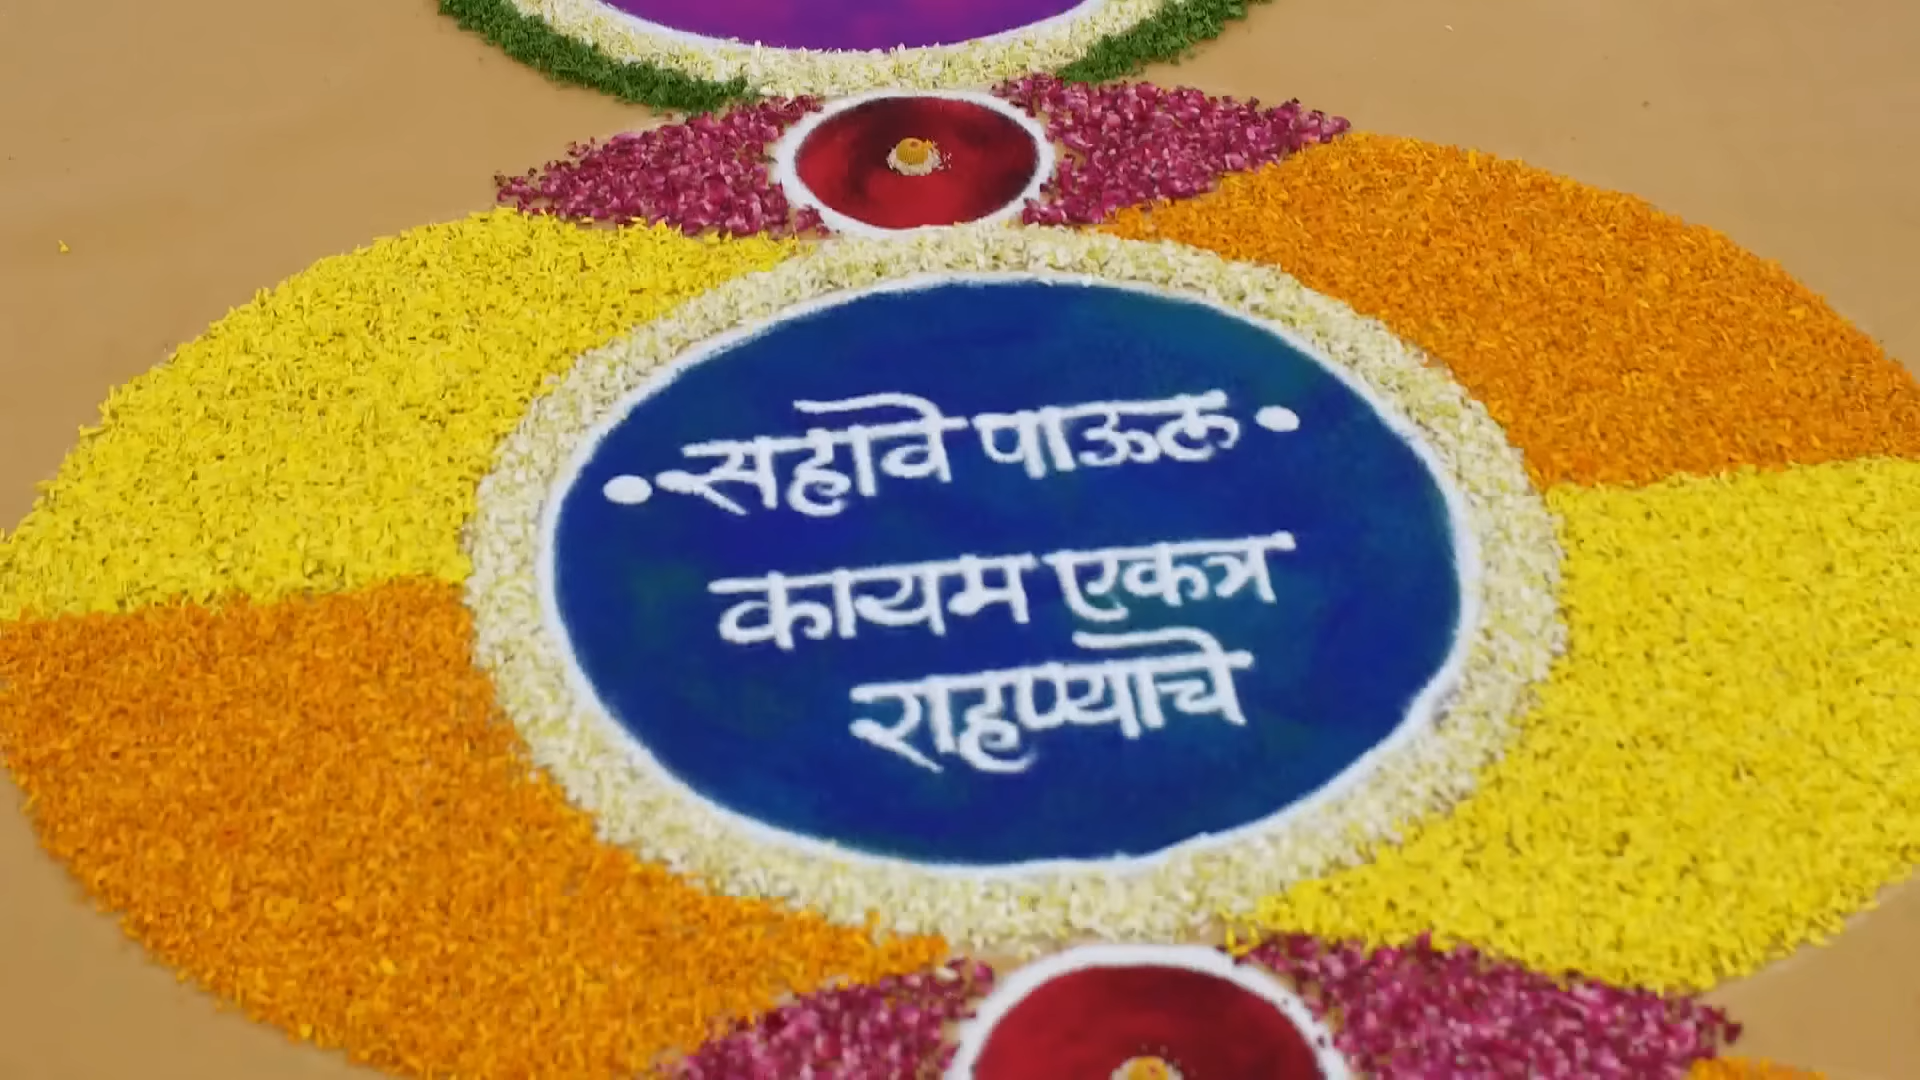 • सहावे पाऊल •
कायम एकत्र
राहण्याचे